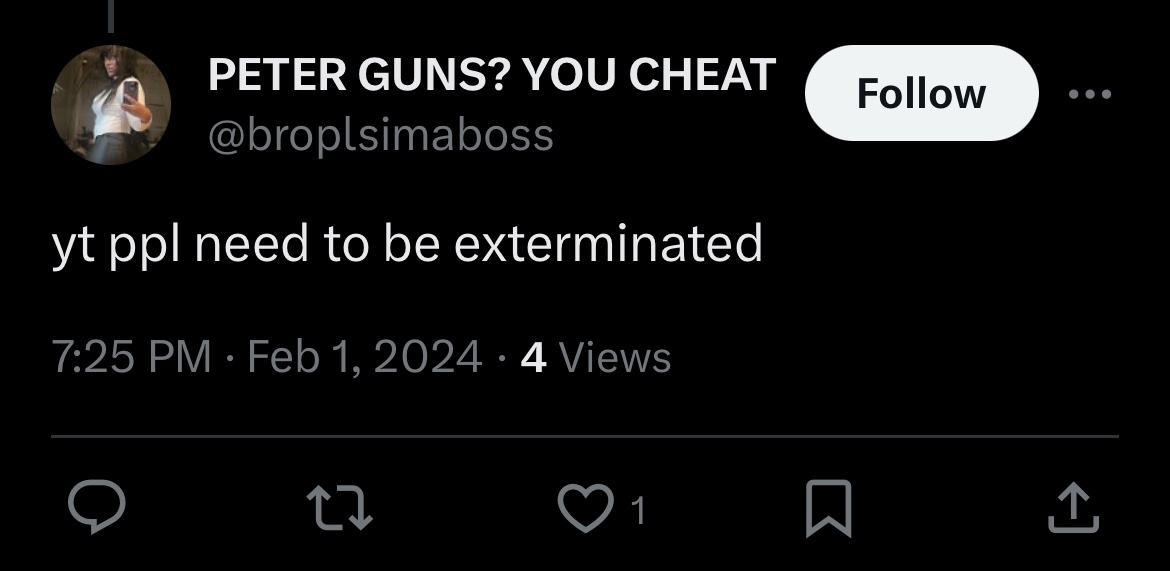 PETER GUNS? YOU CHEAT
Follow
@broplsimaboss
yt ppl need to be exterminated
7:25 PM · Feb 1, 2024 · 4 Views
1